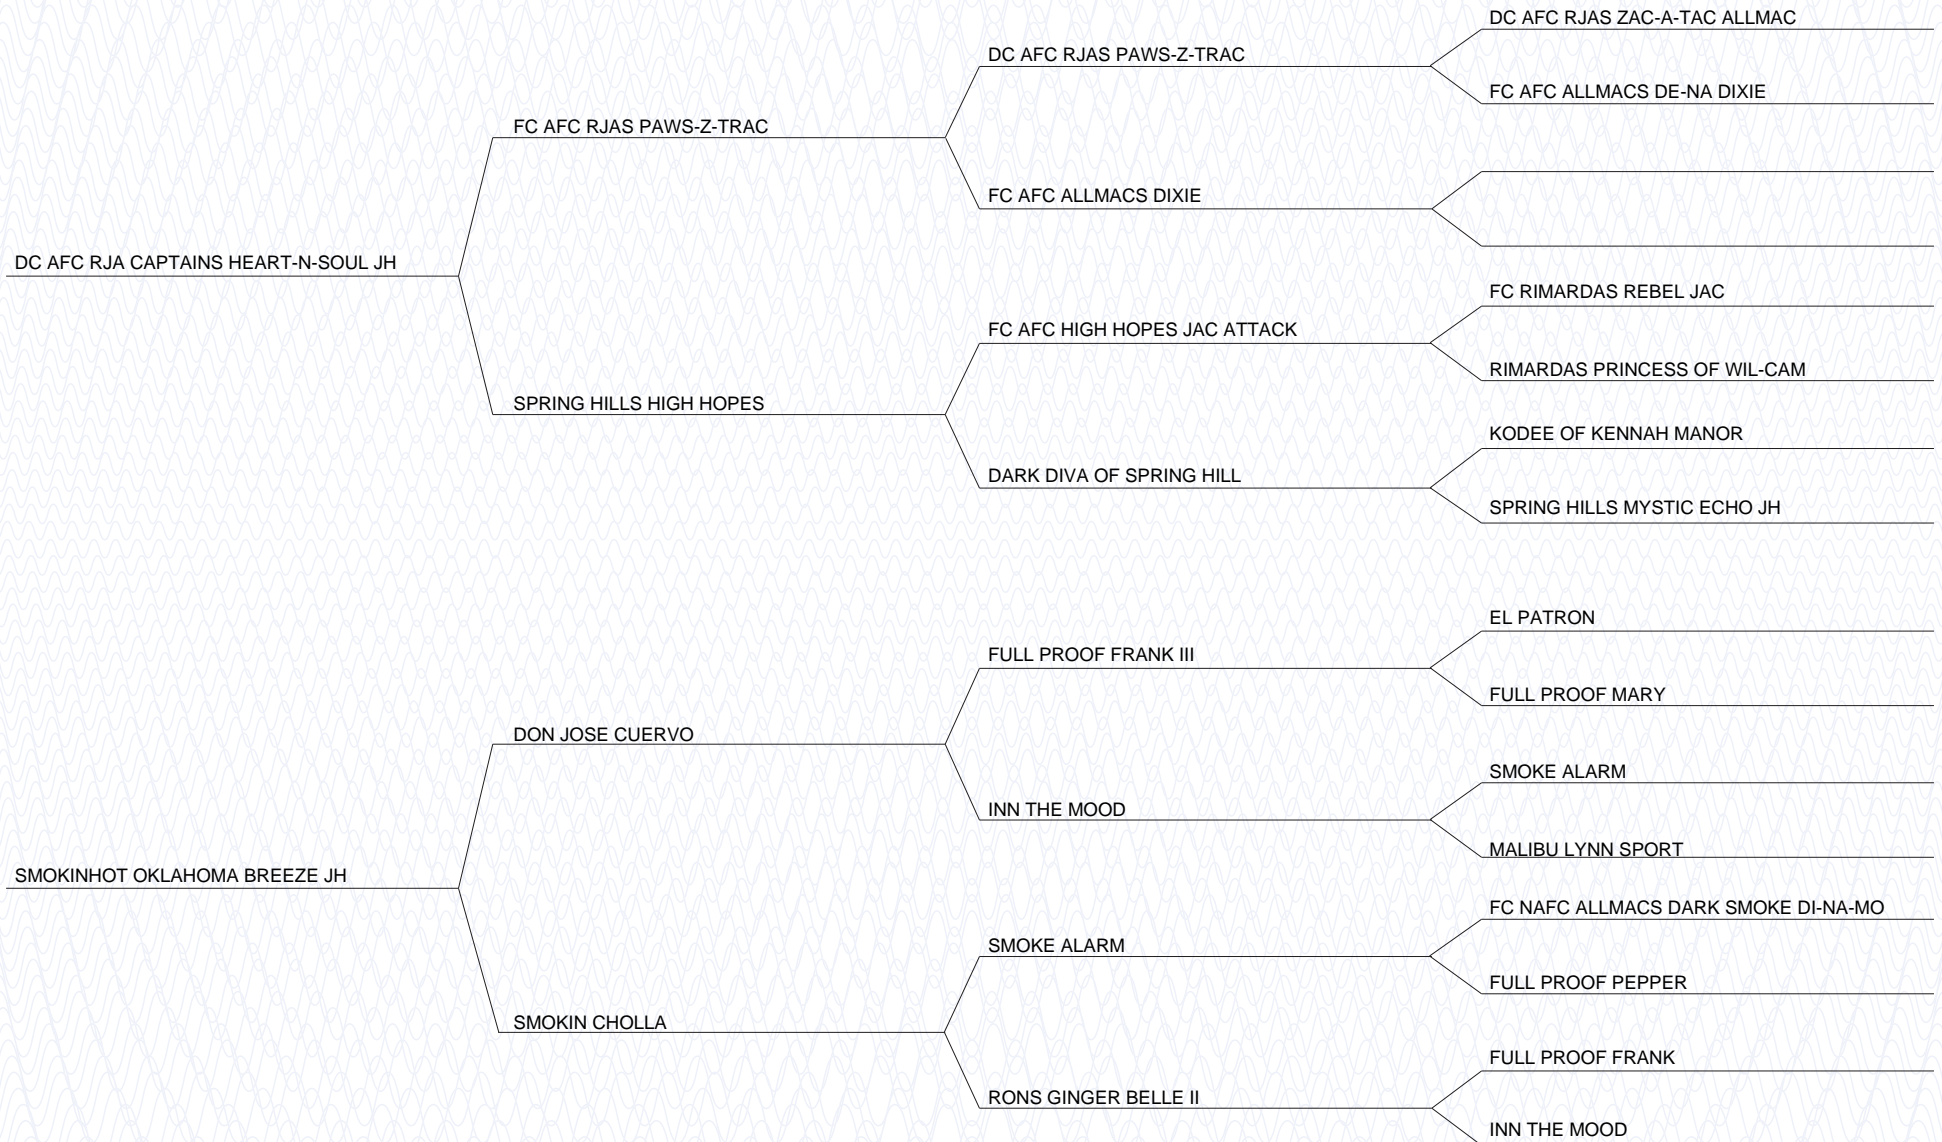 DC AFC RJAS ZAC-A-TAC ALLMAC
DC AFC RJAS PAWS-Z-TRAC
FC AFC ALLMACS DE-NA DIXIE
FC AFC RJAS PAWS-Z-TRAC
FC AFC ALLMACS DIXIE
DC AFC RJA CAPTAINS HEART-N-SOUL JH
FC RIMARDAS REBEL JAC
FC AFC HIGH HOPES JAC ATTACK
RIMARDAS PRINCESS OF WIL-CAM
SPRING HILLS HIGH HOPES
KODEE OF KENNAH MANOR
DARK DIVA OF SPRING HILL
SPRING HILLS MYSTIC ECHO JH
EL PATRON
FULL PROOF FRANK III
FULL PROOF MARY
DON JOSE CUERVO
SMOKE ALARM
INN THE MOOD
MALIBU LYNN SPORT
SMOKINHOT OKLAHOMA BREEZE JH
FC NAFC ALLMACS DARK SMOKE DI-NA-MO
SMOKE ALARM
FULL PROOF PEPPER
SMOKIN CHOLLA
FULL PROOF FRANK
RONS GINGER BELLE II
INN THE MOOD